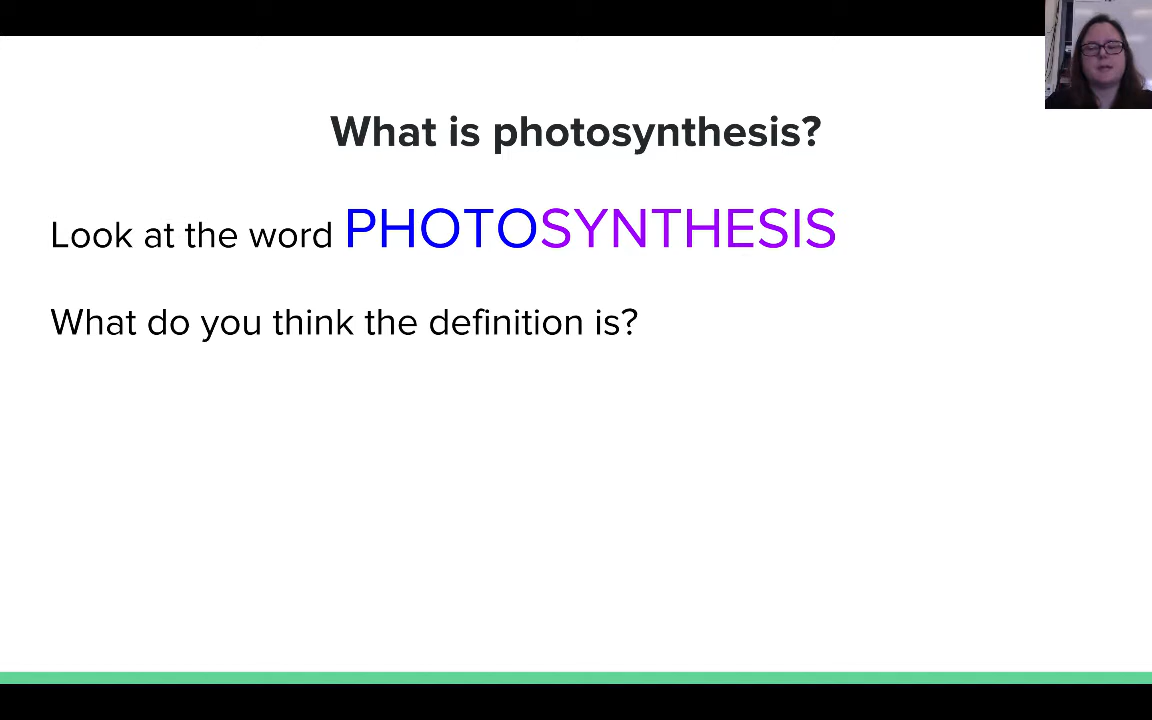 What is photosynthesis?
Look at the word PHOTOSYNTHESIS
What do you think the definition is?